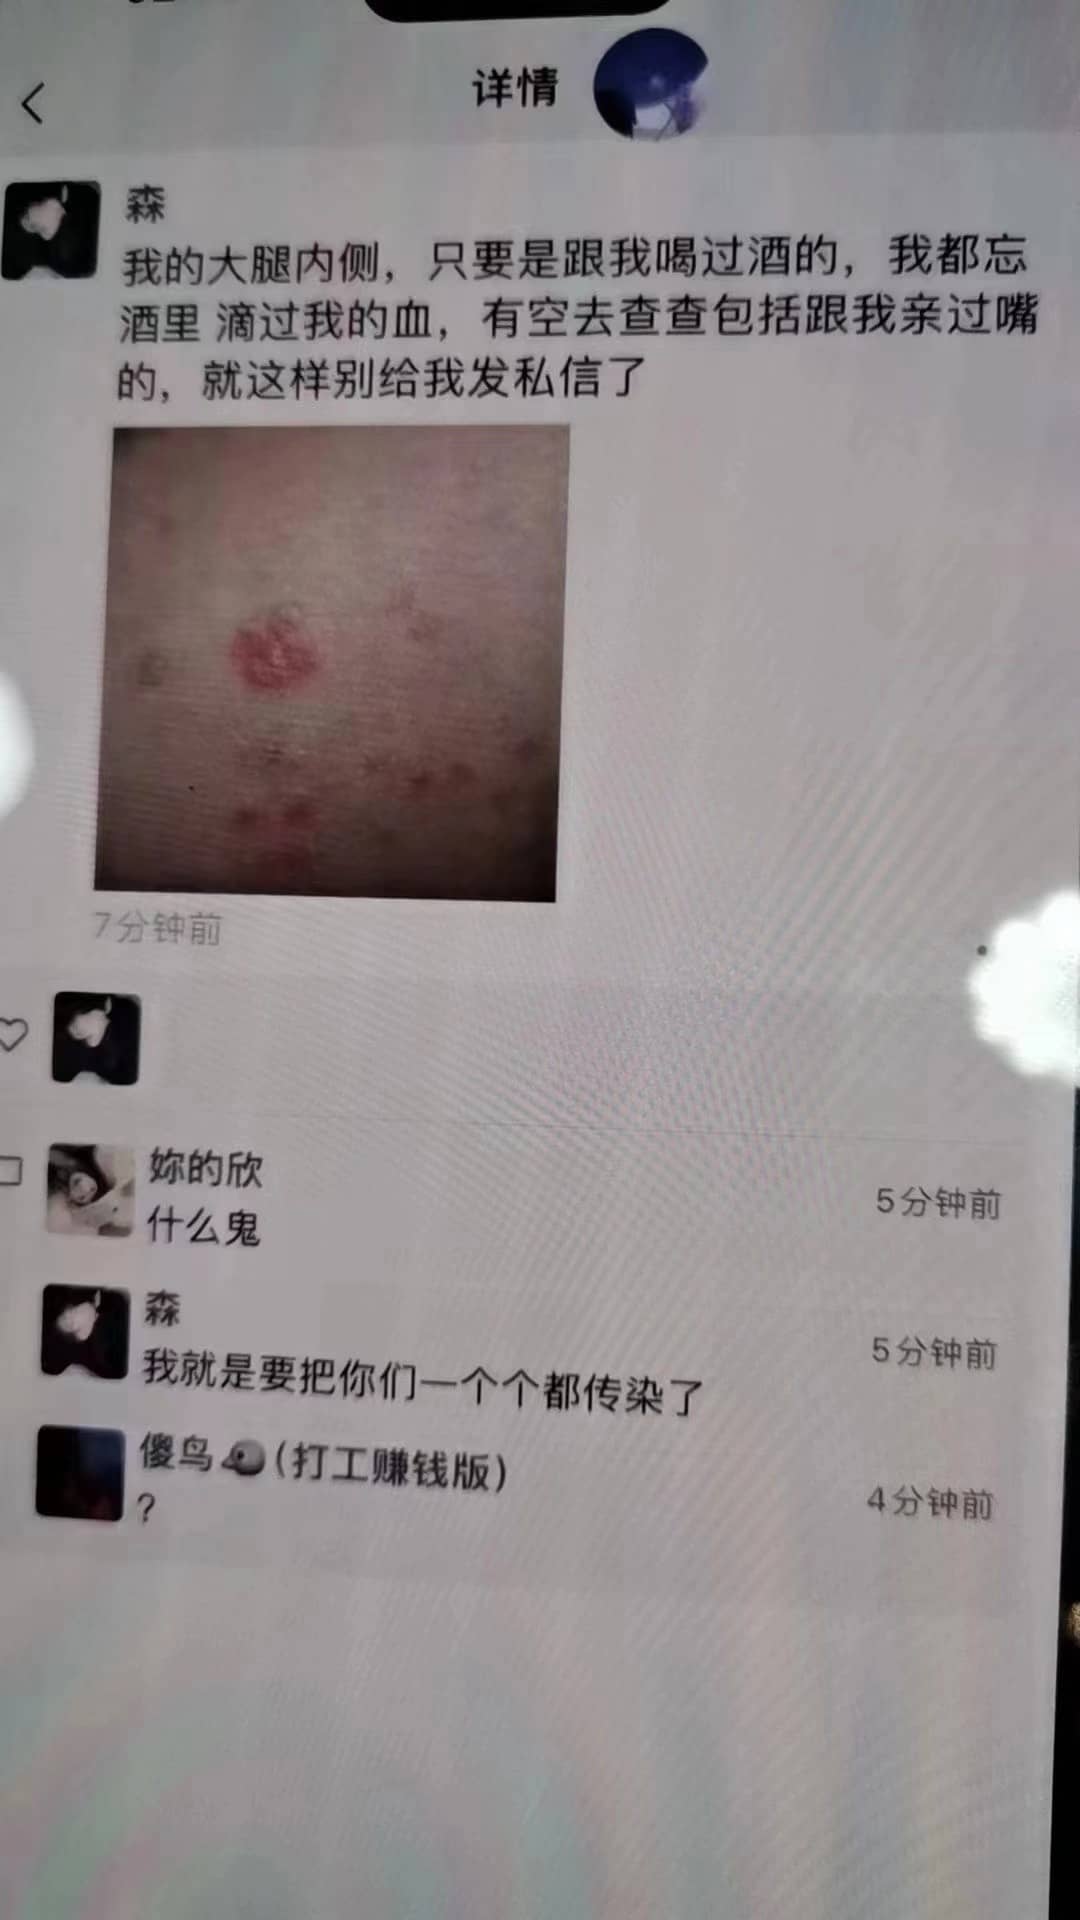 详情
森
我的大腿内侧，只要是跟我喝过酒的，我都忘
酒里 滴过我的血，有空去查查包括跟我亲过嘴
的，就这样别给我发私信了
7分钟前
妳的欣
5分钟前
什么鬼
森
5分钟前
我就是要把你们一个个都传染了
傻鸟(打工赚钱版)
4分钟前
?